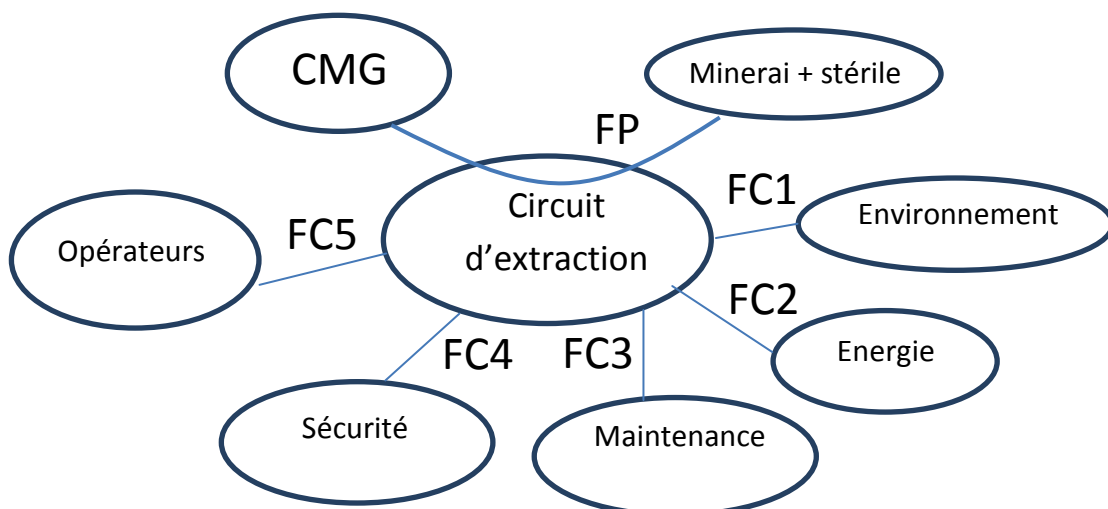 CMG
Minerai + stérile
FP
Circuit
d’extraction
FC1
Environnement
Opérateurs
FC5
FC2
Energie
FC4
FC3
Sécurité
Maintenance